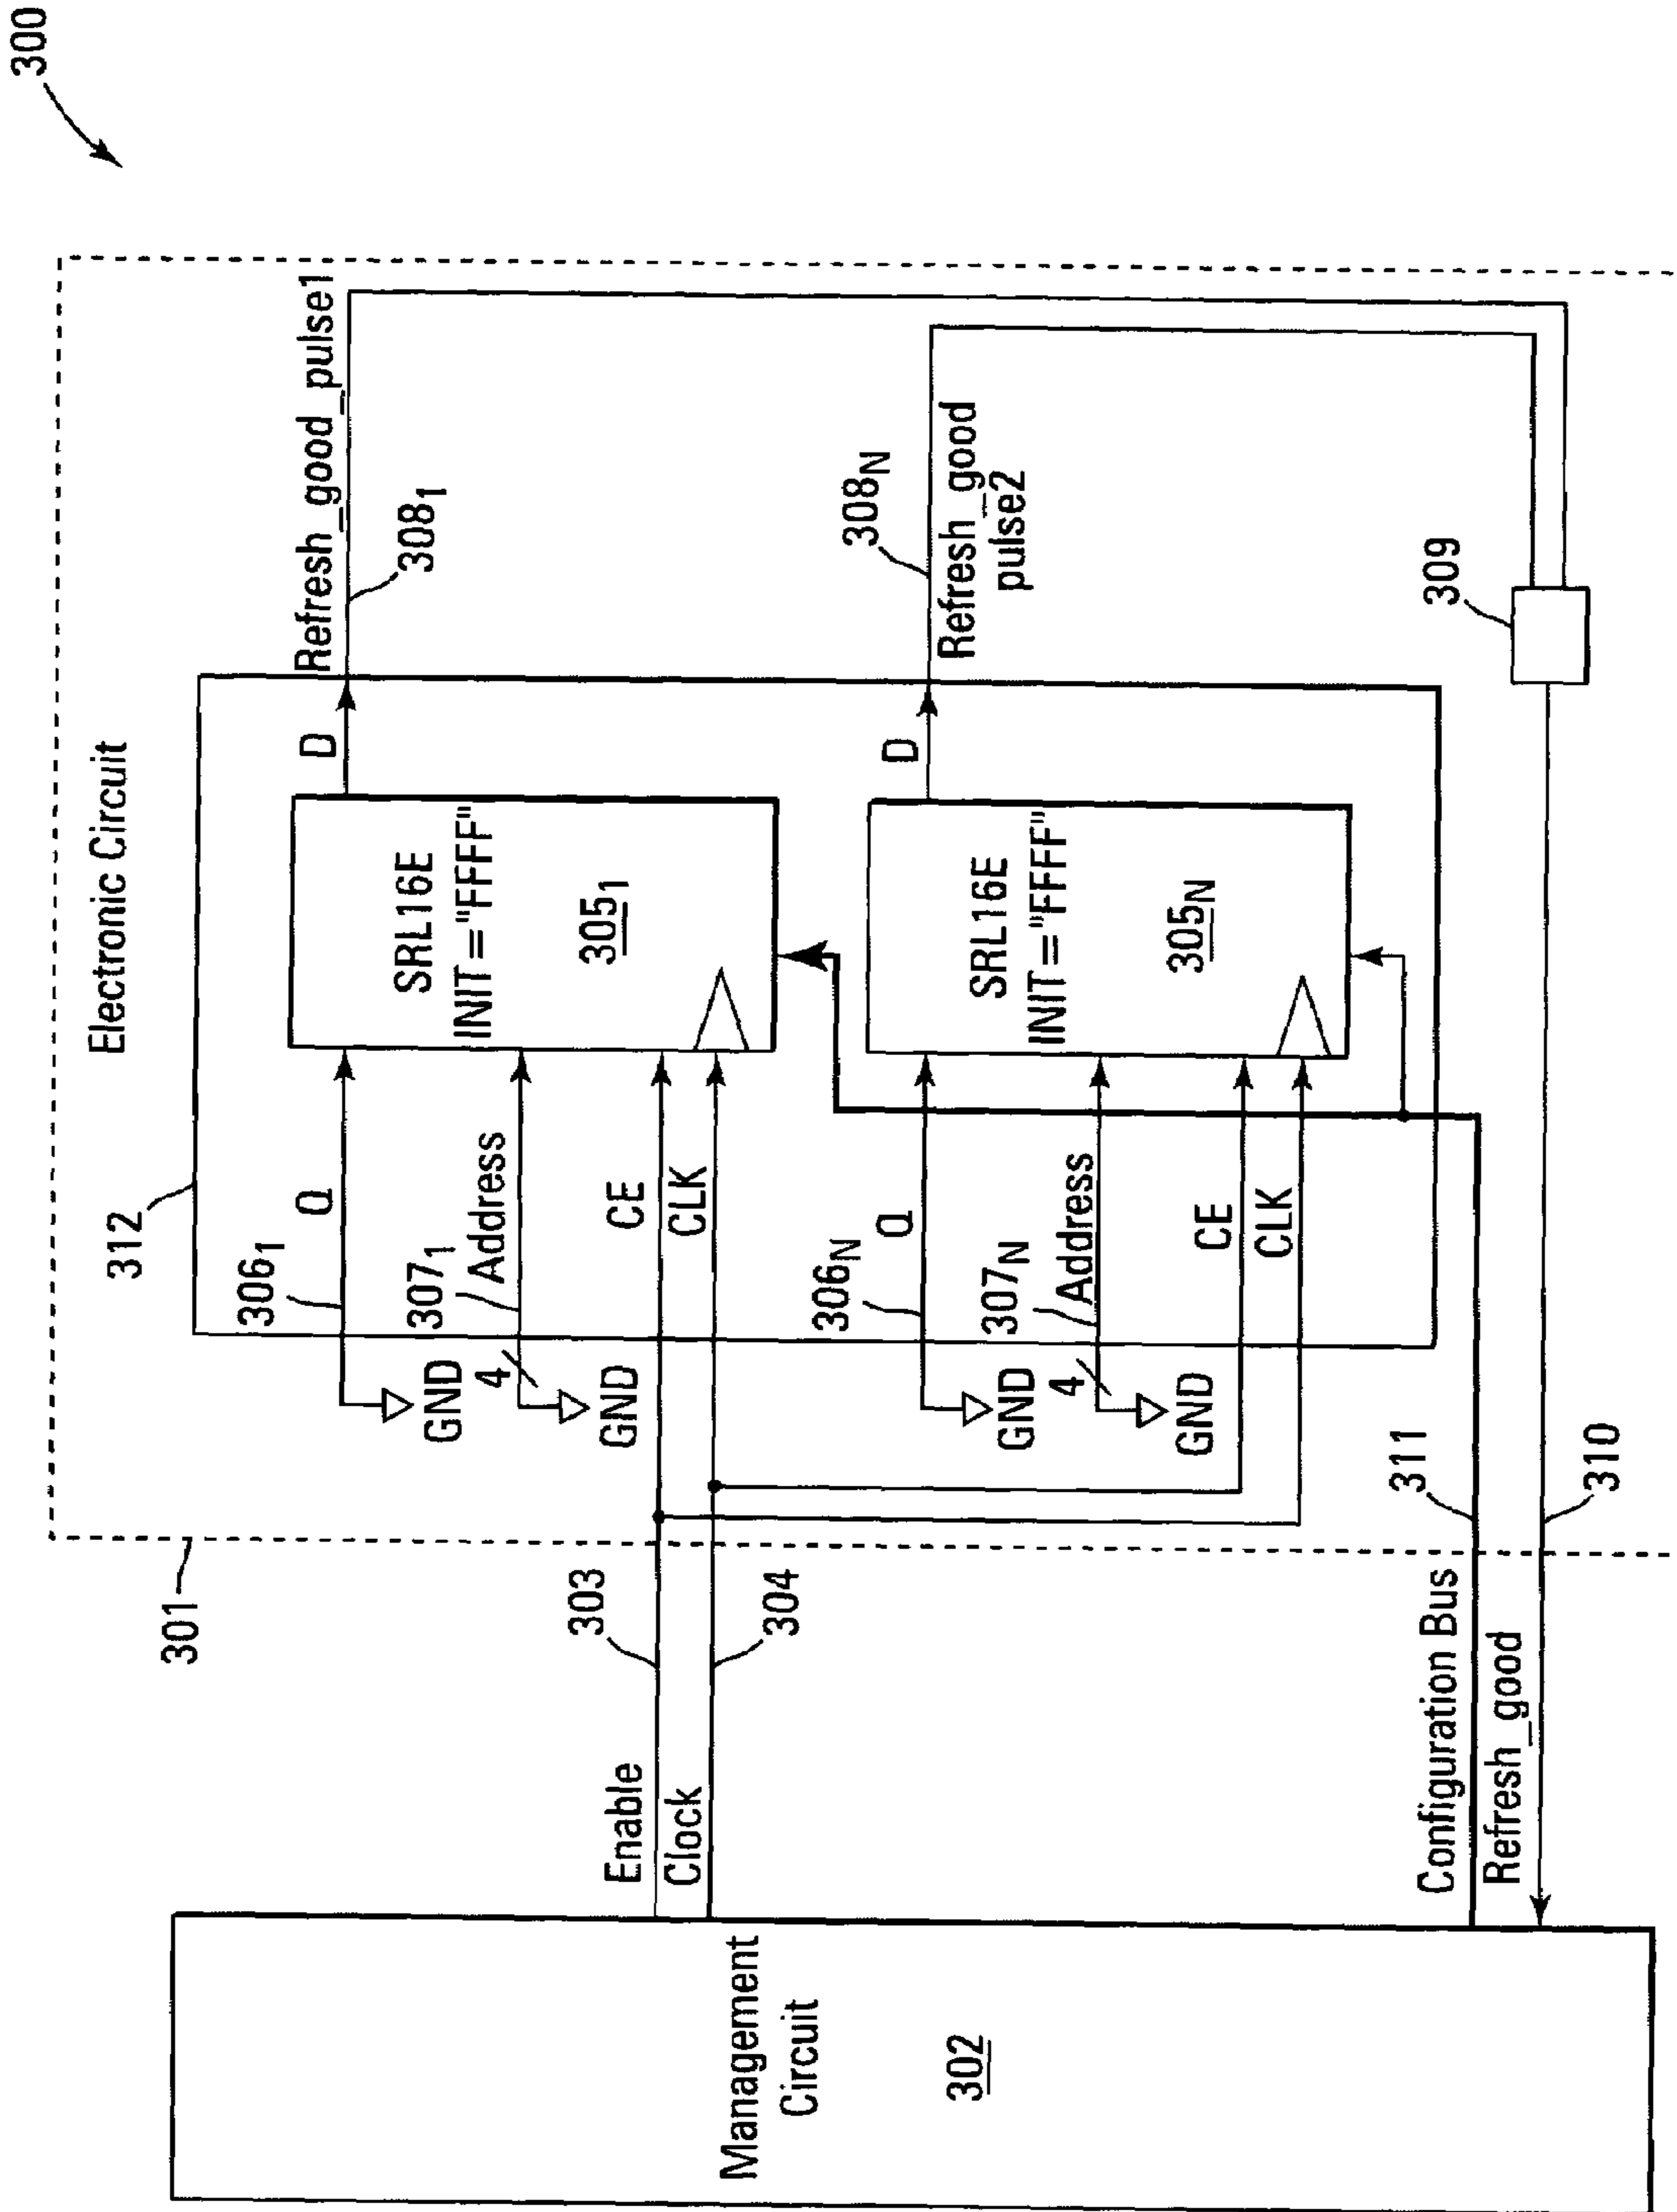 300
Electronic Circuit
301
312
Management
Circuit
302
Enable
303
Clock
304
306₁
Q
GND
307₁
Address
4
GND
CE
CLK
SRL16E
INIT="FFFF"
305₁
D
Refresh_good_pulse1
308₁
306N
Q
GND
307N
Address
4
GND
CE
CLK
SRL16E
INIT="FFFF"
305N
D
308N
Refresh_good
pulse2
309
Configuration Bus
311
Refresh_good
310